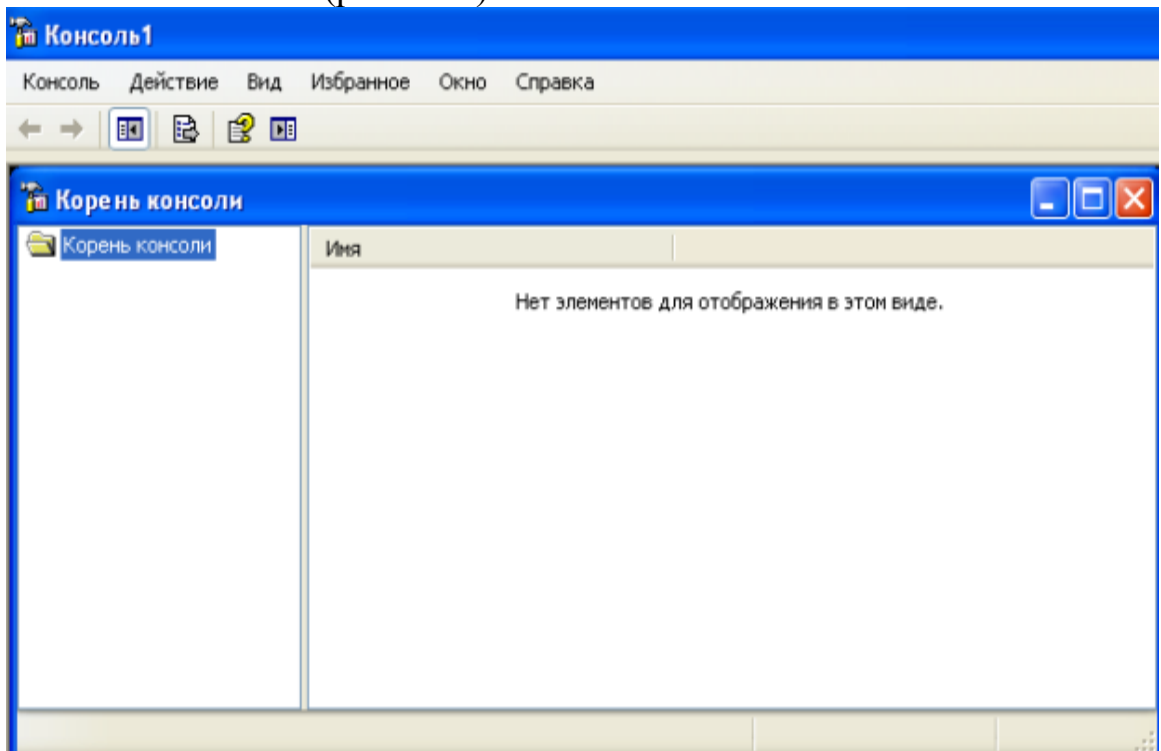 Консоль1
Консоль Действие Вид Избранное Окно Справка
Корень консоли
Корень консоли
Имя
Нет элементов для отображения в этом виде.